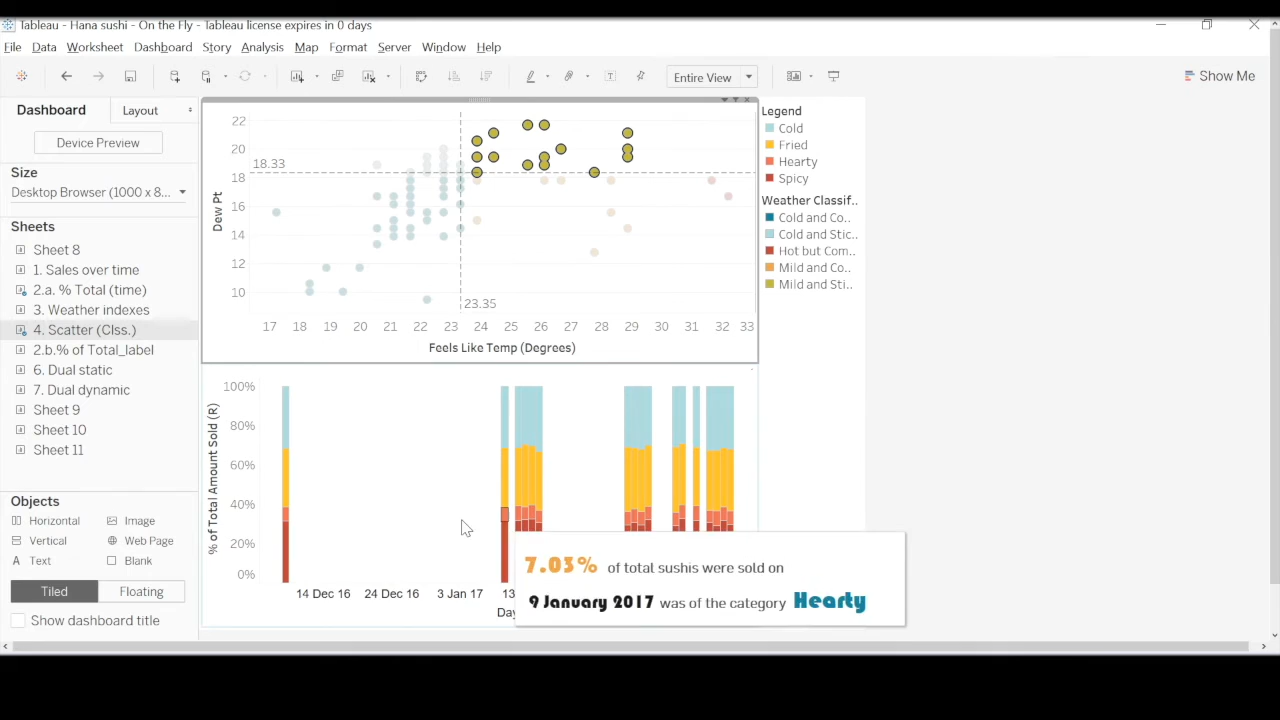 Tableau - Hana sushi - On the Fly - Tableau license expires in 0 days
File Data Worksheet Dashboard Story Analysis Map Format Server Window Help
Entire View
Show Me
Dashboard Layout
Device Preview
Size
Desktop Browser (1000 x 8...
Sheets
Sheet 8
1. Sales over time
2.a. % Total (time)
3. Weather indexes
4. Scatter (Clss.)
2.b.% of Total_label
6. Dual static
7. Dual dynamic
Sheet 9
Sheet 10
Sheet 11
Objects
Horizontal Image
Vertical Web Page
A Text Blank
Tiled Floating
Show dashboard title
22
20
18.33
18
16
14
12
10
Dew Pt
23.35
17 18 19 20 21 22 23 24 25 26 27 28 29 30 31 32 33
Feels Like Temp (Degrees)
100%
80%
60%
40%
20%
0%
% of Total Amount Sold (R)
14 Dec 16 24 Dec 16 3 Jan 17 13
Day
7.03% of total sushis were sold on
9 January 2017 was of the category Hearty
Legend
Cold
Fried
Hearty
Spicy
Weather Classif..
Cold and Co..
Cold and Stic..
Hot but Com..
Mild and Co..
Mild and Sti..